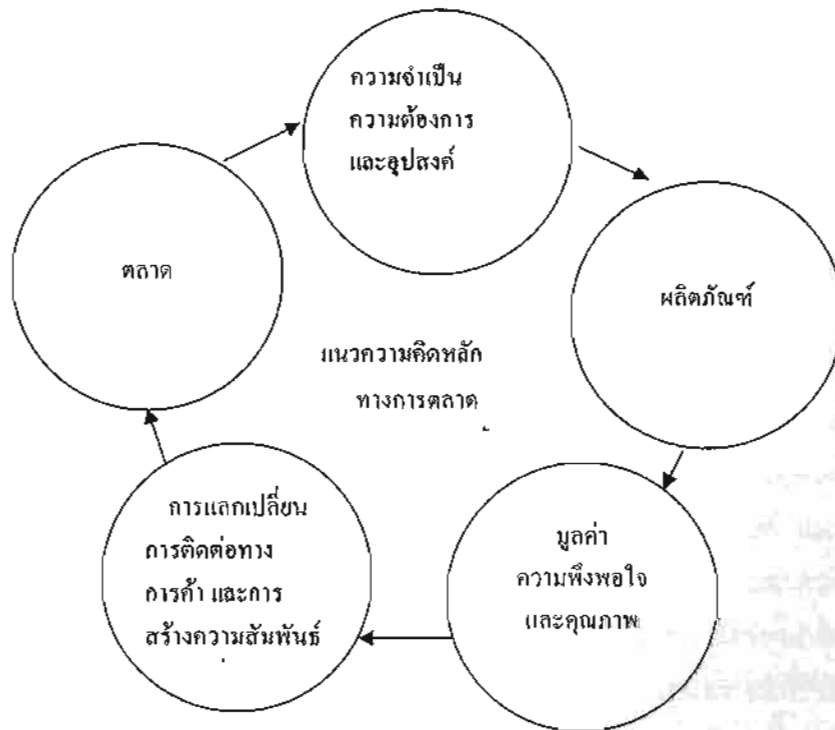 ความจำเป็น
ความต้องการ
และอุปสงค์
ตลาด
ผลิตภัณฑ์
แนวความคิดหลัก
ทางการตลาด
การแลกเปลี่ยน
การติดต่อทาง
การค้า และการ
สร้างความสัมพันธ์
มูลค่า
ความพึงพอใจ
และคุณภาพ